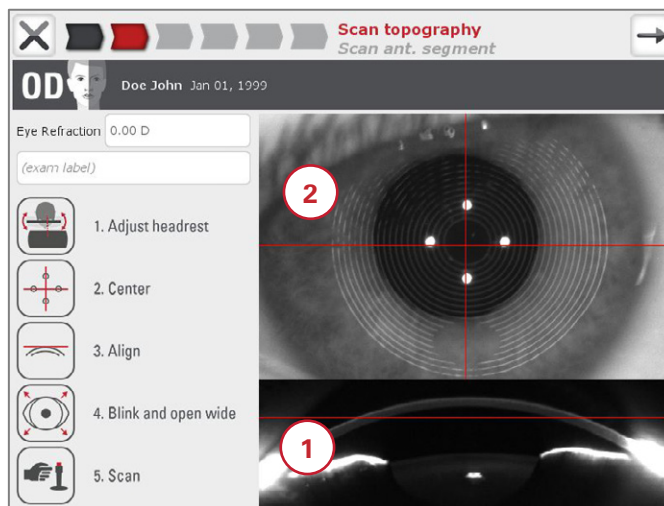 Scan topography
Scan ant. segment
OD
Doe John Jan 01, 1999
Eye Refraction 0.00 D
(exam label)
1. Adjust headrest
2. Center
3. Align
4. Blink and open wide
5. Scan
2
1